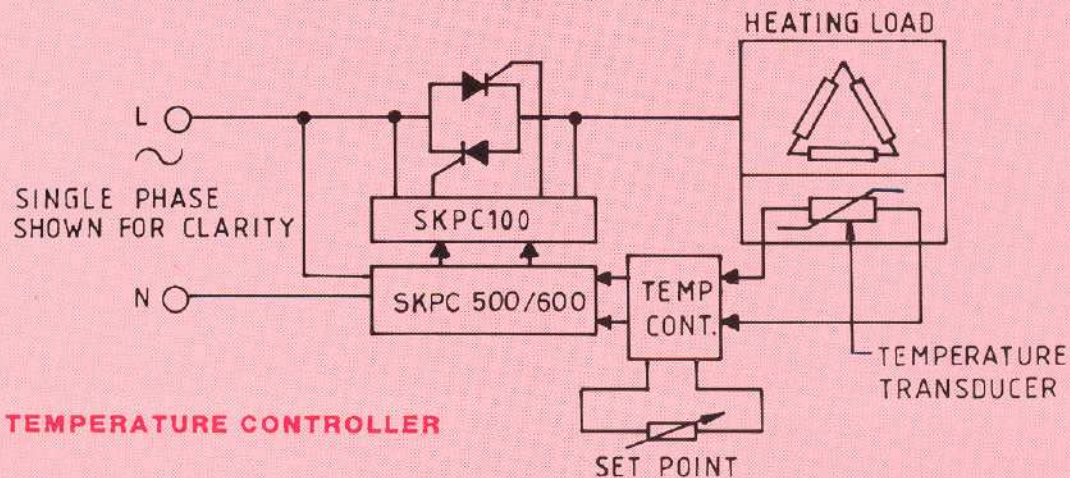 HEATING LOAD
L
SINGLE PHASE
SHOWN FOR CLARITY
SKPC100
N
SKPC 500/600
TEMP
CONT.
TEMPERATURE
TRANSDUCER
TEMPERATURE CONTROLLER
SET POINT